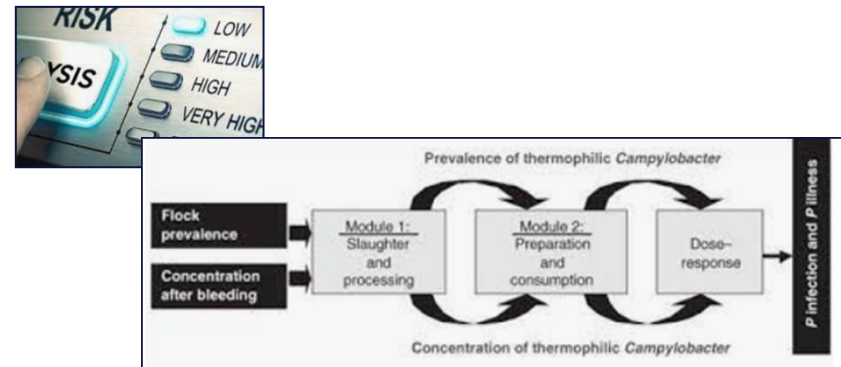 RISK
YSIS
LOW
MEDIUM
HIGH
VERY HIGH
Prevalence of thermophilic Campylobacter
Flock
prevalence
Concentration
after bleeding
Module 1:
Slaughter
and
processing
Module 2:
Preparation
and
consumption
Dose–
response
P infection and P illness
Concentration of thermophilic Campylobacter